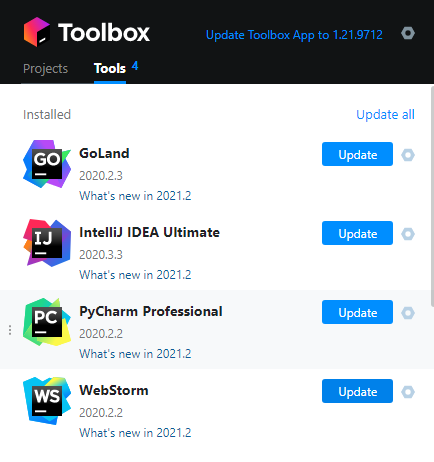 Toolbox
Update Toolbox App to 1.21.9712
Projects
Tools 4
Installed
Update all
GO
GoLand
Update
2020.2.3
What's new in 2021.2
IJ
IntelliJ IDEA Ultimate
Update
2020.3.3
What's new in 2021.2
PC
PyCharm Professional
Update
2020.2.2
What's new in 2021.2
WS
WebStorm
Update
2020.2.2
What's new in 2021.2